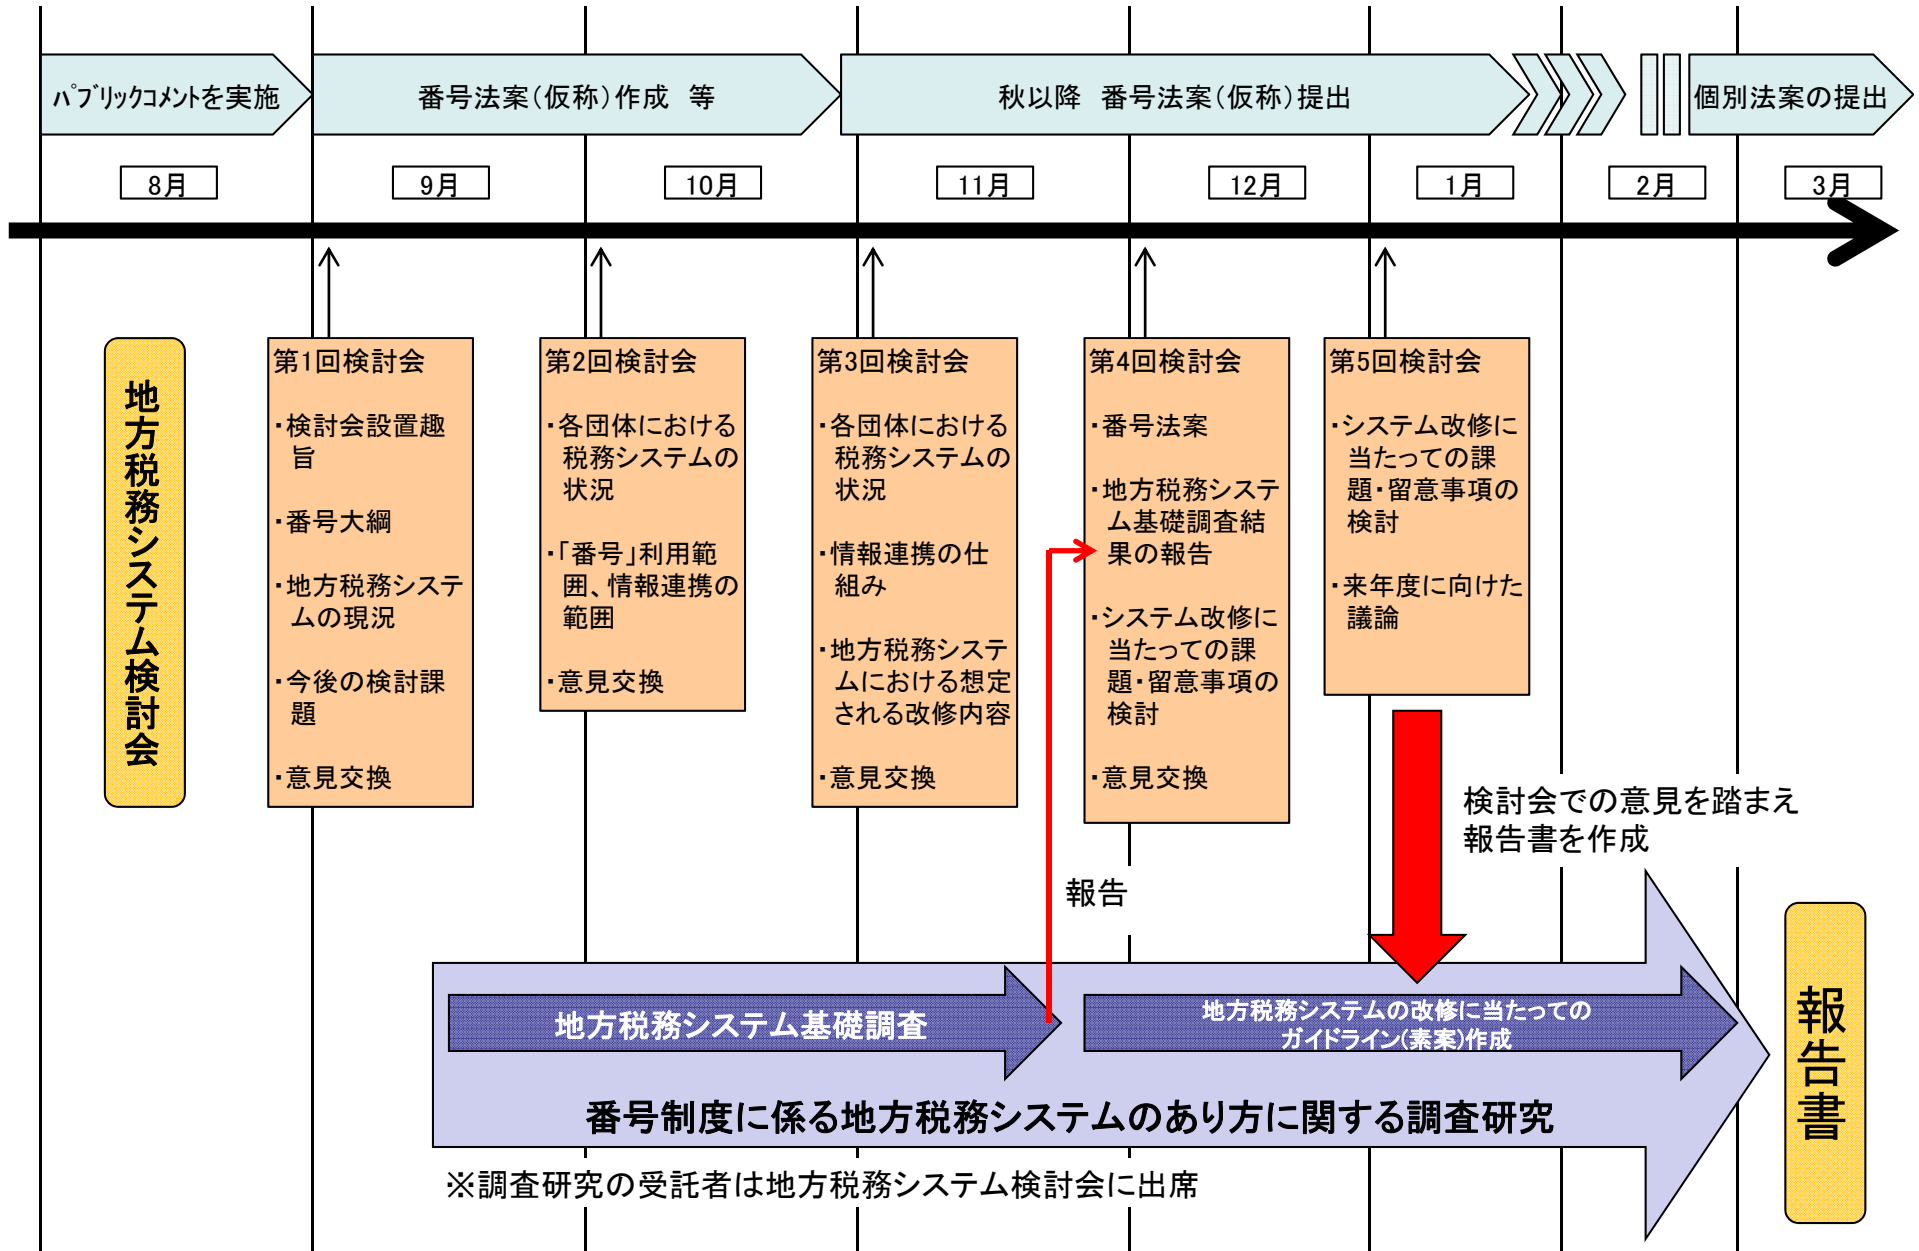 パブリックコメントを実施
番号法案（仮称）作成　等
秋以降　番号法案（仮称）提出
個別法案の提出
8月
9月
10月
11月
12月
1月
2月
3月
地方税務システム検討会
第1回検討会
・検討会設置趣
旨
・番号大綱
・地方税務システ
ムの現況
・今後の検討課
題
・意見交換
第2回検討会
・各団体における
税務システムの
状況
・「番号」利用範
囲、情報連携の
範囲
・意見交換
第3回検討会
・各団体における
税務システムの
状況
・情報連携の仕
組み
・地方税務システ
ムにおける想定
される改修内容
・意見交換
第4回検討会
・番号法案
・地方税務システ
ム基礎調査結
果の報告
・システム改修に
当たっての課
題・留意事項の
検討
・意見交換
第5回検討会
・システム改修に
当たっての課
題・留意事項の
検討
・来年度に向けた
議論
検討会での意見を踏まえ
報告書を作成
報告
地方税務システム基礎調査
地方税務システムの改修に当たっての
ガイドライン(素案)作成
番号制度に係る地方税務システムのあり方に関する調査研究
報告書
※調査研究の受託者は地方税務システム検討会に出席